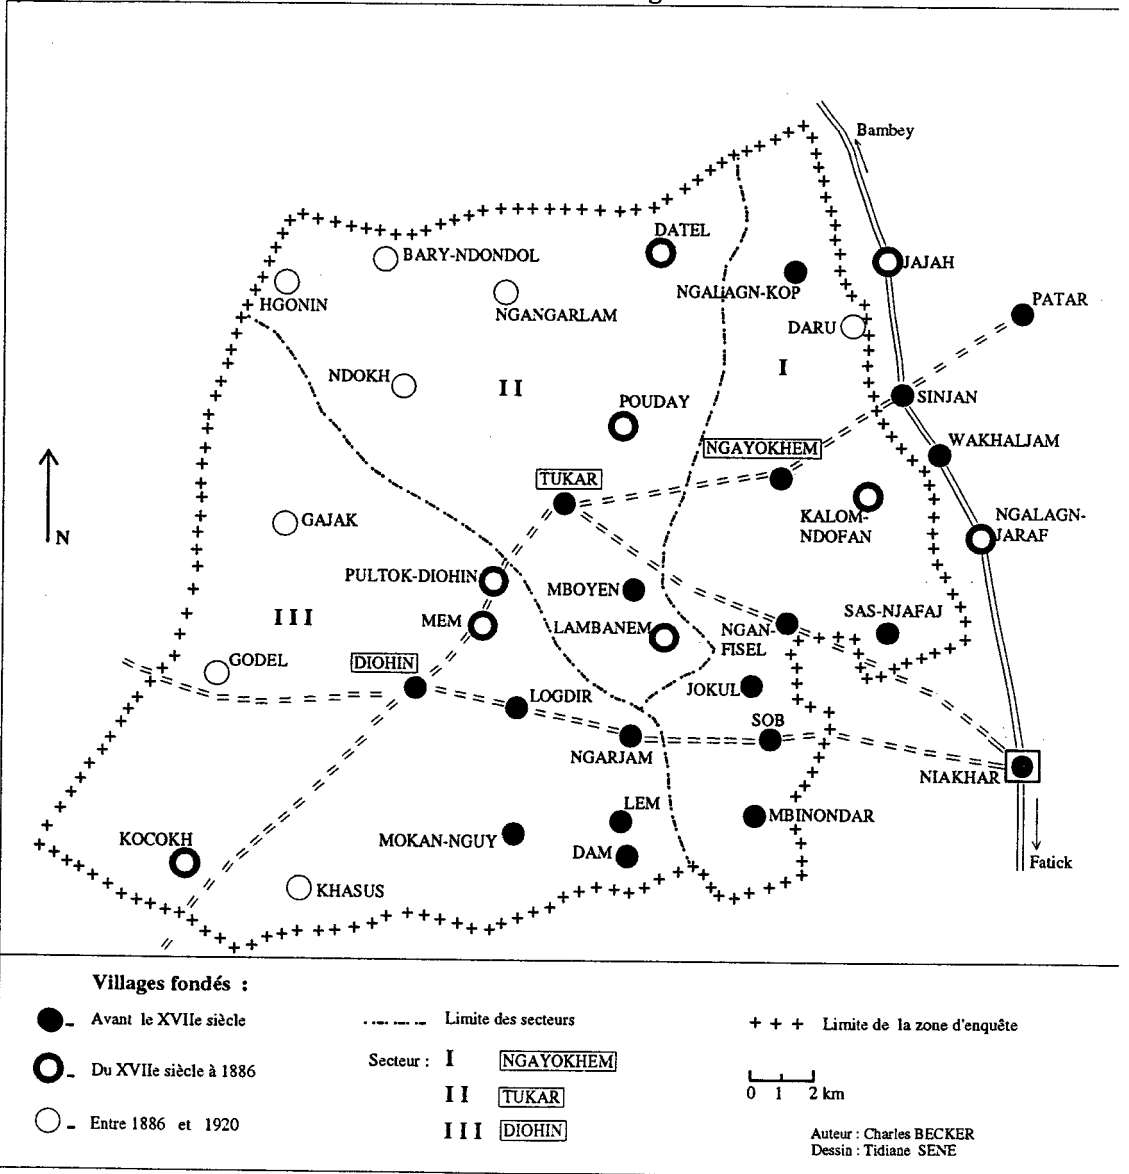 Bambey
DATEL
BARY-NDONDOL
JAJAH
HGONIN
NGALAGN-KOP
PATAR
NGANGARLAM
DARU
NDOKH
I
II
SINJAN
POUDAY
WAKHALJAM
NGAYOKHEM
TUKAR
GAJAK
KALOM-
NDOFAN
NGALAGN-
JARAF
N
PULTOK-DIOHIN
MBOYEN
III
MEM
LAMBANEM
NGAN-
FISEL
SAS-NJAFAJ
GODEL
DIOHIN
LOGDIR
JOKUL
SOB
NGARJAM
NIAKHAR
LEM
MBINONDAR
KOCOKH
MOKAN-NGUY
DAM
Fatick
KHASUS
Villages fondés :
Avant le XVIIe siècle
Du XVIIe siècle à 1886
Entre 1886 et 1920
Limite des secteurs
Secteur : I NGAYOKHEM
II TUKAR
III DIOHIN
+ + + Limite de la zone d'enquête
0 1 2 km
Auteur : Charles BECKER
Dessin : Tidiane SENE